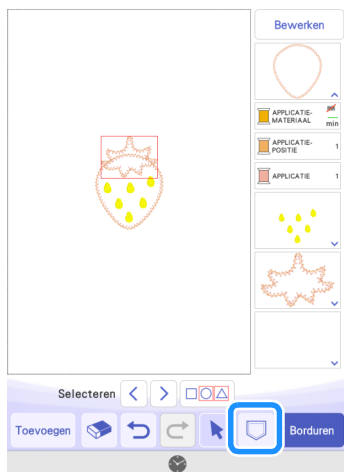 Bewerken
APPLICATIE-
MATERIAAL
min
APPLICATIE-
POSITIE
1
APPLICATIE
1
Selecteren
Toevoegen
Borduren